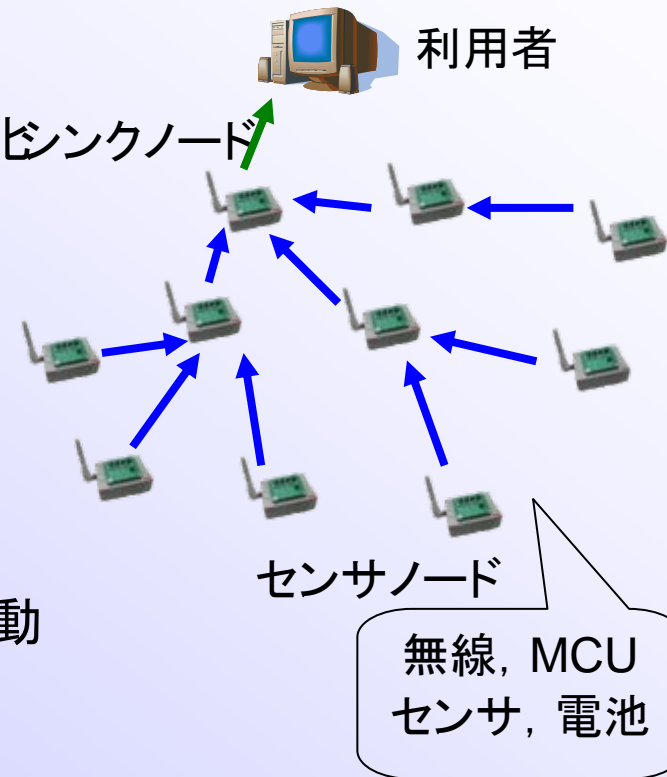 利用者
シンクノード
センサノード
動
無線, MCU
センサ, 電池